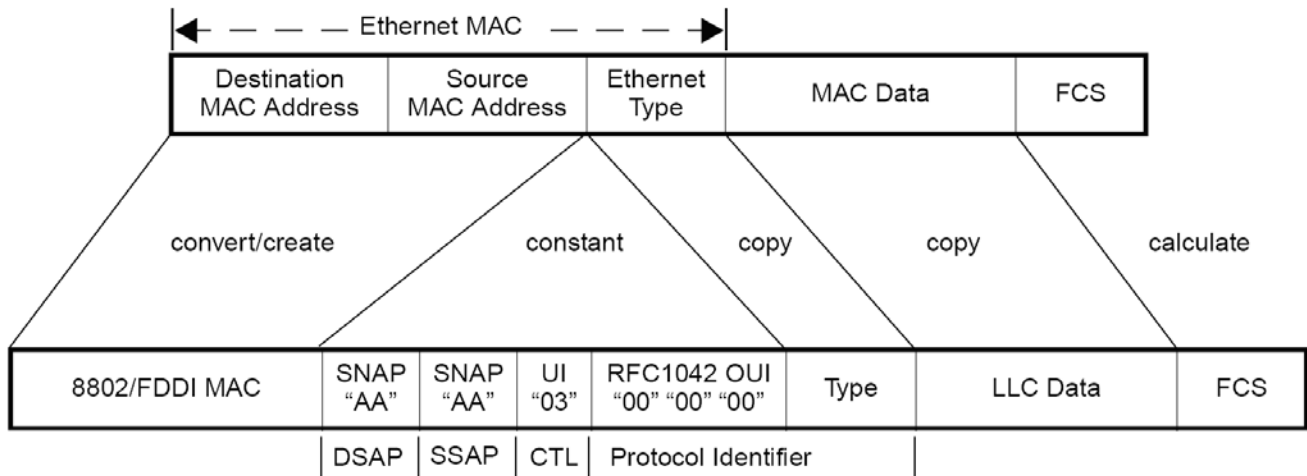 Ethernet MAC
Destination MAC Address
Source MAC Address
Ethernet Type
MAC Data
FCS
convert/create
constant
copy
copy
calculate
8802/FDDI MAC
SNAP “AA”
SNAP “AA”
UI “03”
RFC1042 OUI “00” “00” “00”
Type
LLC Data
FCS
DSAP
SSAP
CTL
Protocol Identifier